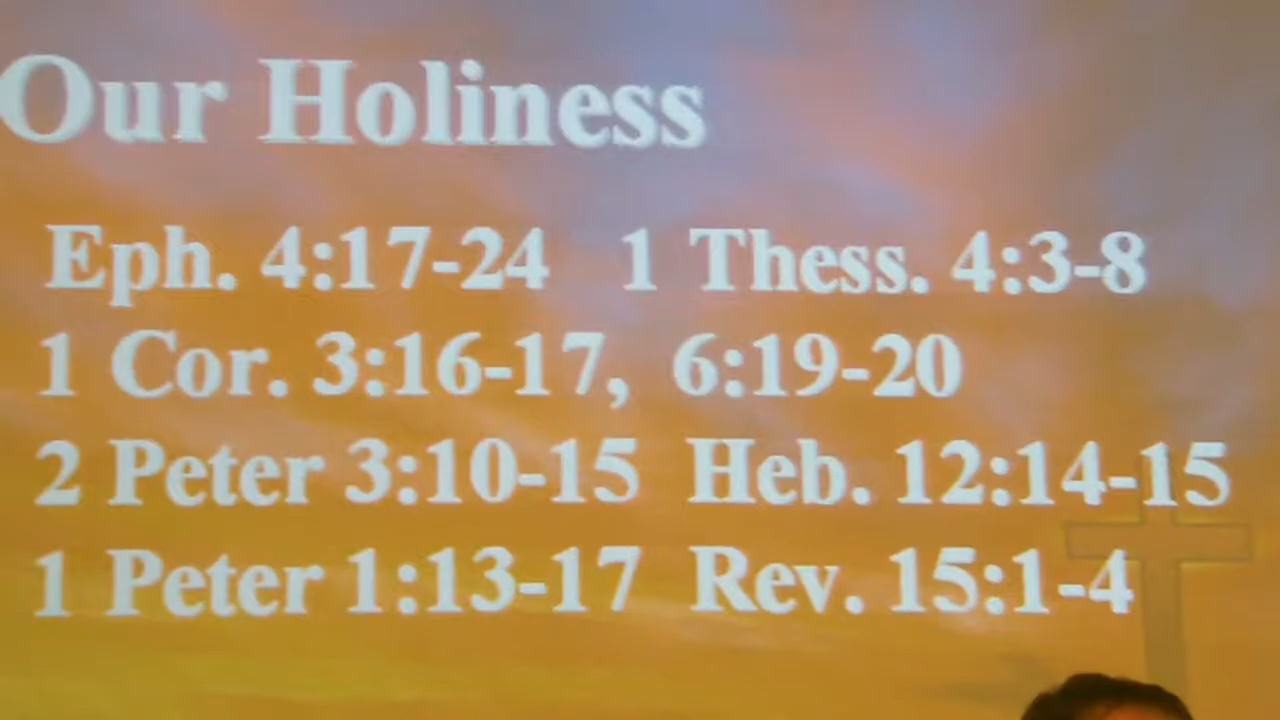 Our Holiness
Eph. 4:17-24 1 Thess. 4:3-8
1 Cor. 3:16-17, 6:19-20
2 Peter 3:10-15 Heb. 12:14-15
1 Peter 1:13-17 Rev. 15:1-4